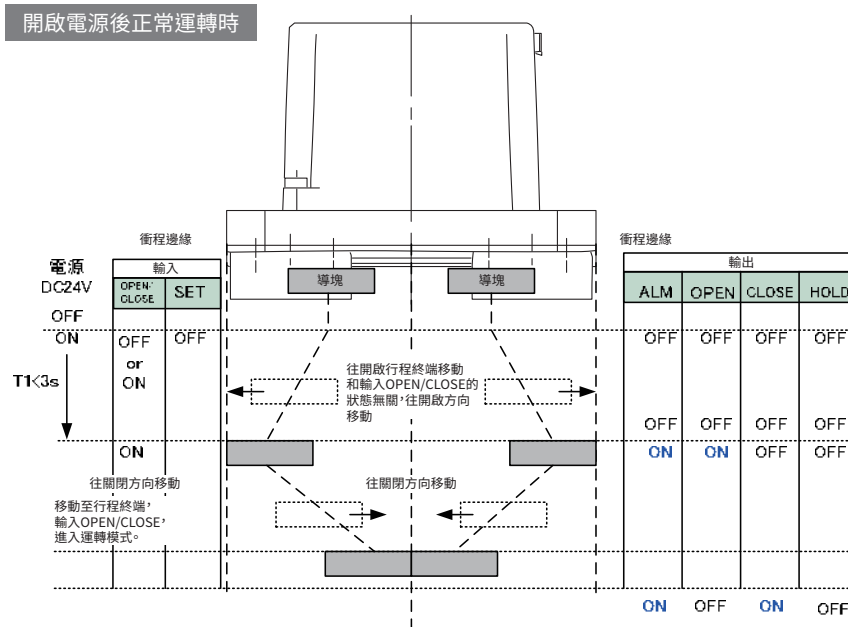 開啟電源後正常運轉時
衝程邊緣
衝程邊緣
電源
DC24V
輸入
OPEN/
CLOSE
SET
導塊
導塊
輸出
ALM
OPEN
CLOSE
HOLD
OFF
ON
OFF
OFF
OFF
OFF
OFF
OFF
or
ON
T1<3s
往開啟行程終端移動
和輸入OPEN/CLOSE的
狀態無關，往開啟方向
移動
OFF
OFF
OFF
OFF
ON
ON
ON
OFF
OFF
往關閉方向移動
往關閉方向移動
移動至行程終端，
輸入OPEN/CLOSE，
進入運轉模式。
ON
OFF
ON
OFF